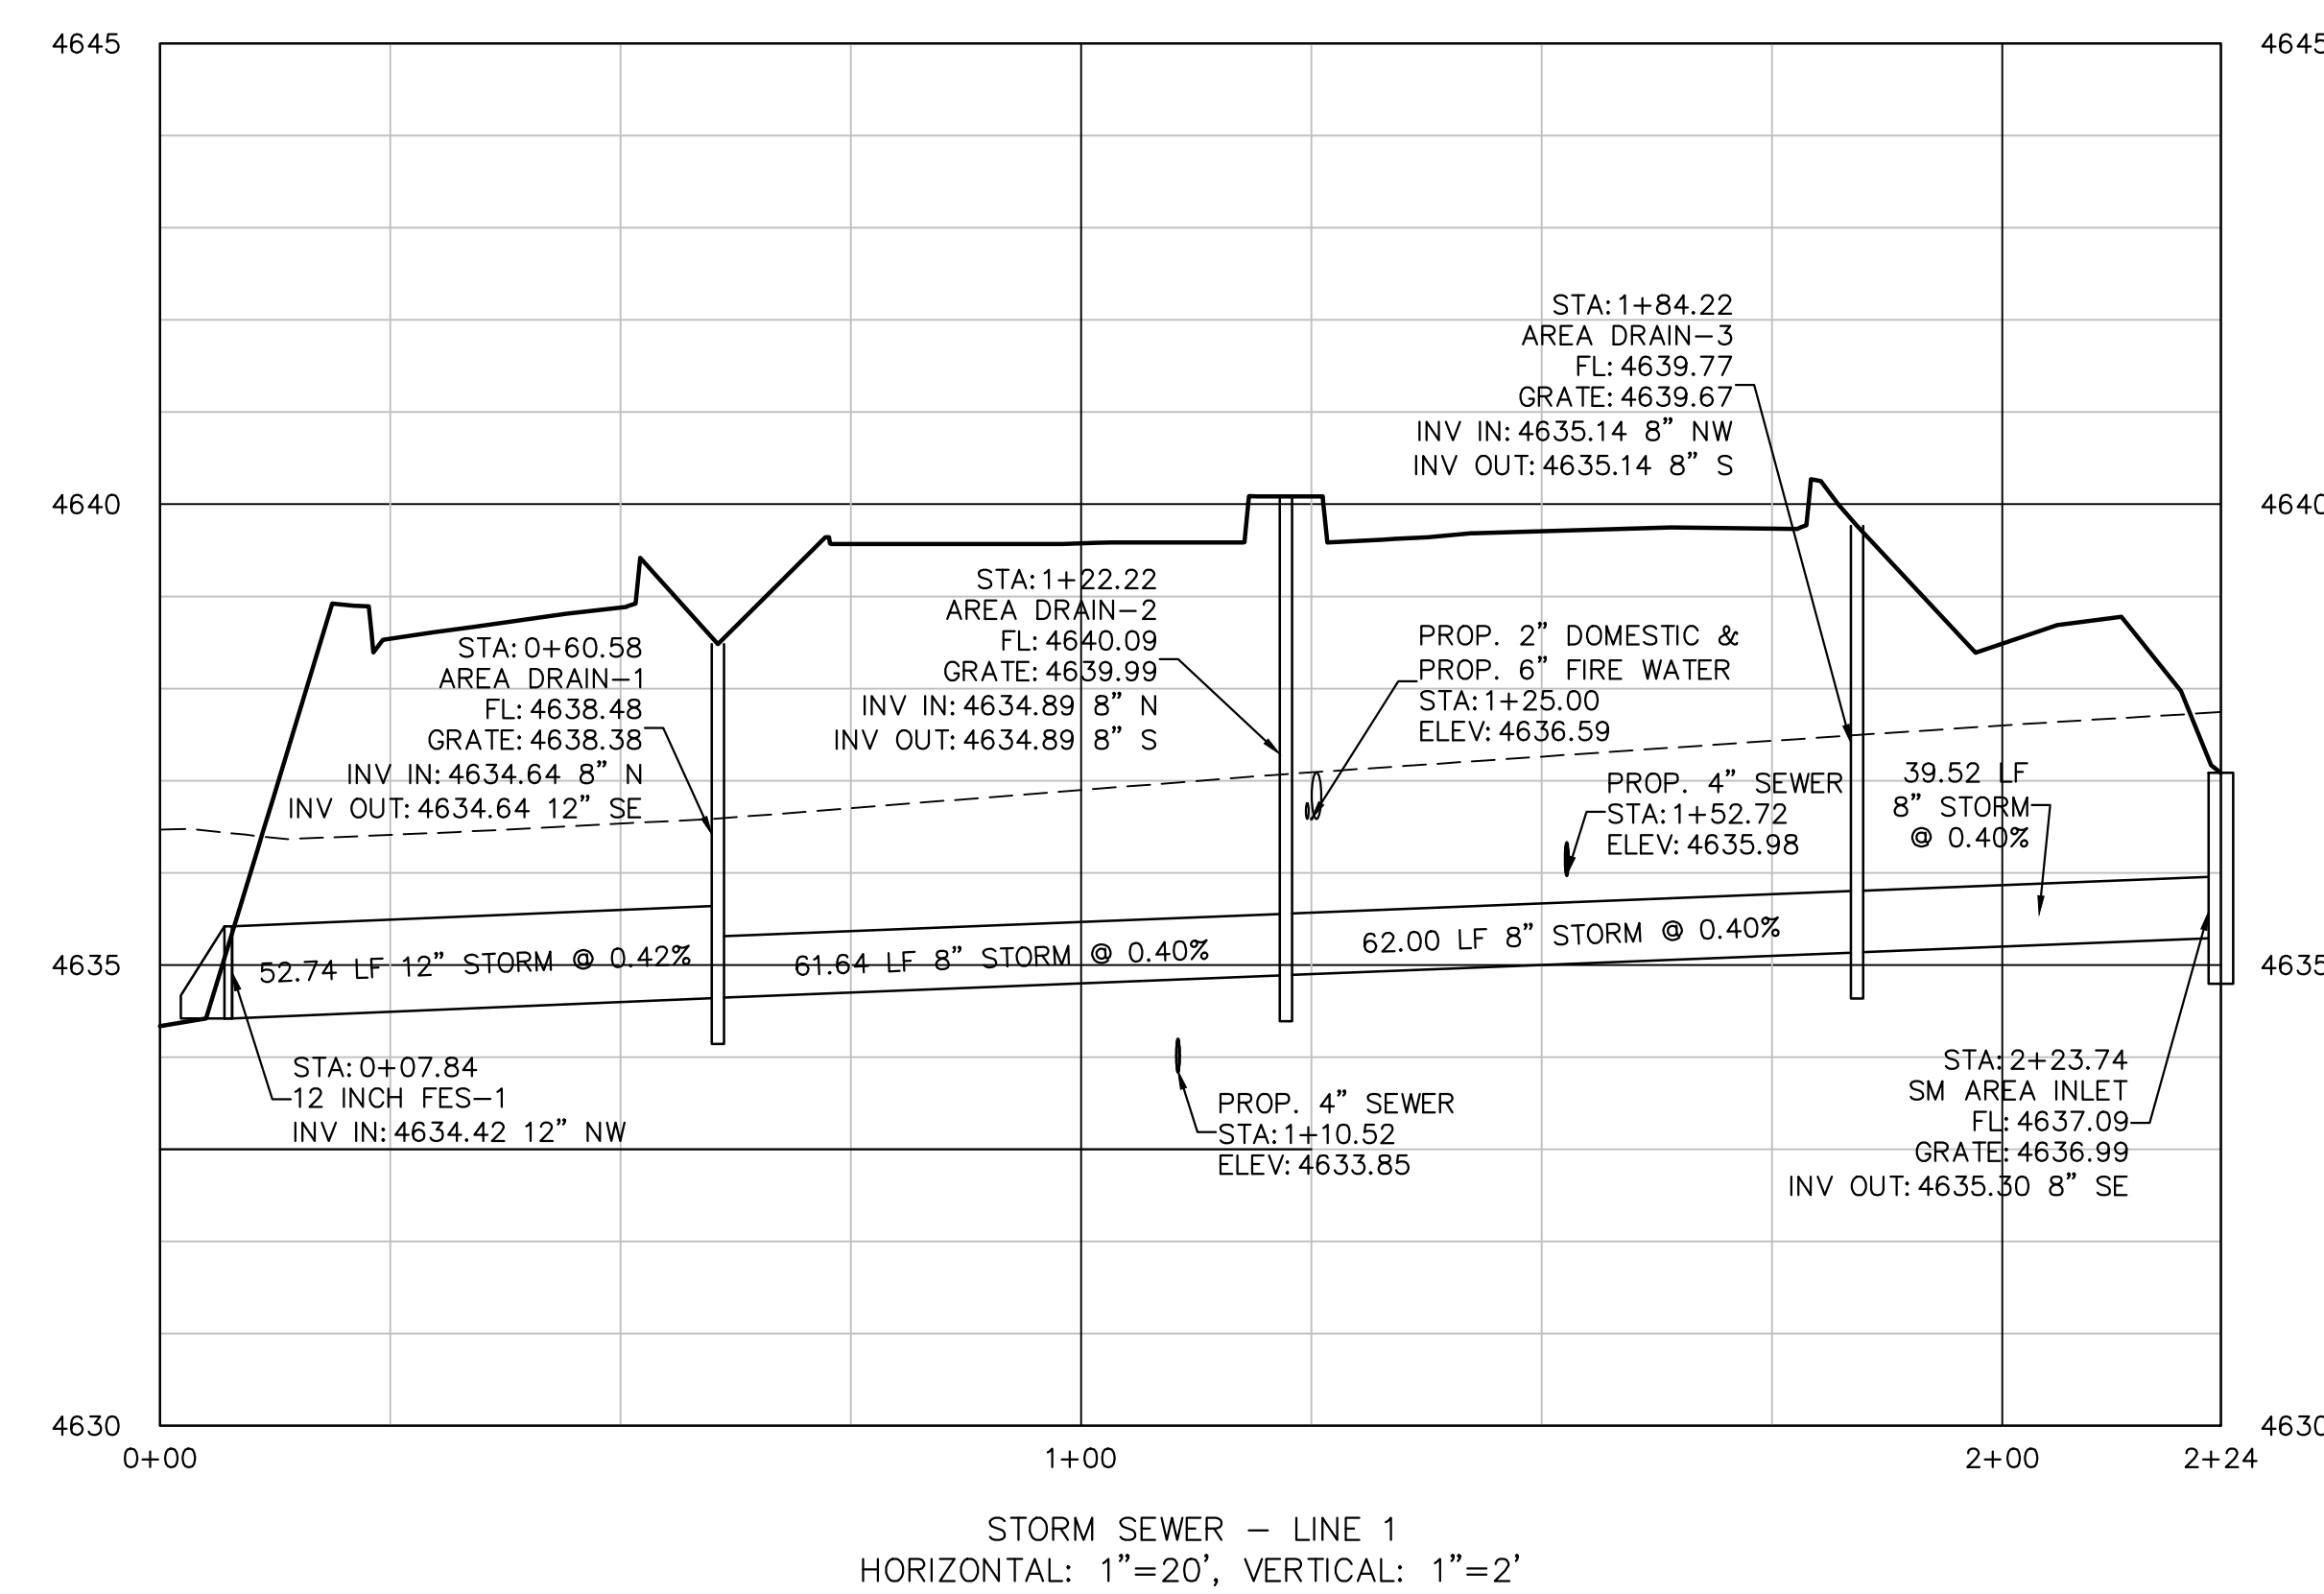 4645
4645
STA: 1+84.22
AREA DRAIN-3
FL: 4639.77
GRATE: 4639.67
INV IN: 4635.14 8" NW
INV OUT: 4635.14 8" S
4640
4640
STA: 1+22.22
AREA DRAIN-2
FL: 4640.09
GRATE: 4639.99
INV IN: 4634.89 8" N
INV OUT: 4634.89 8" S
STA: 0+60.58
AREA DRAIN-1
FL: 4638.48
GRATE: 4638.38
INV IN: 4634.64 8" N
INV OUT: 4634.64 12" SE
PROP. 2" DOMESTIC &
PROP. 6" FIRE WATER
STA: 1+25.00
ELEV: 4636.59
PROP. 4" SEWER
STA: 1+52.72
ELEV: 4635.98
39.52 LF
8" STORM
@ 0.40%
52.74 LF 12" STORM @ 0.42%
61.64 LF 8" STORM @ 0.40%
62.00 LF 8" STORM @ 0.40%
4635
4635
STA: 0+07.84
12 INCH FES-1
INV IN: 4634.42 12" NW
PROP. 4" SEWER
STA: 1+10.52
ELEV: 4633.85
STA: 2+23.74
SM AREA INLET
FL: 4637.09
GRATE: 4636.99
INV OUT: 4635.30 8" SE
4630
4630
0+00
1+00
2+00
2+24
STORM SEWER - LINE 1
HORIZONTAL: 1"=20', VERTICAL: 1"=2'